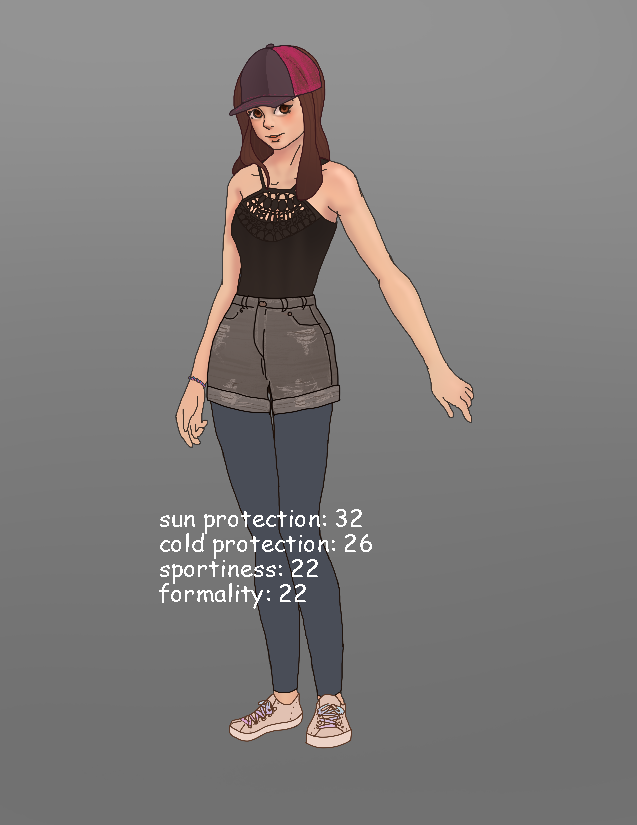 sun protection: 32
cold protection: 26
sportiness: 22
formality: 22